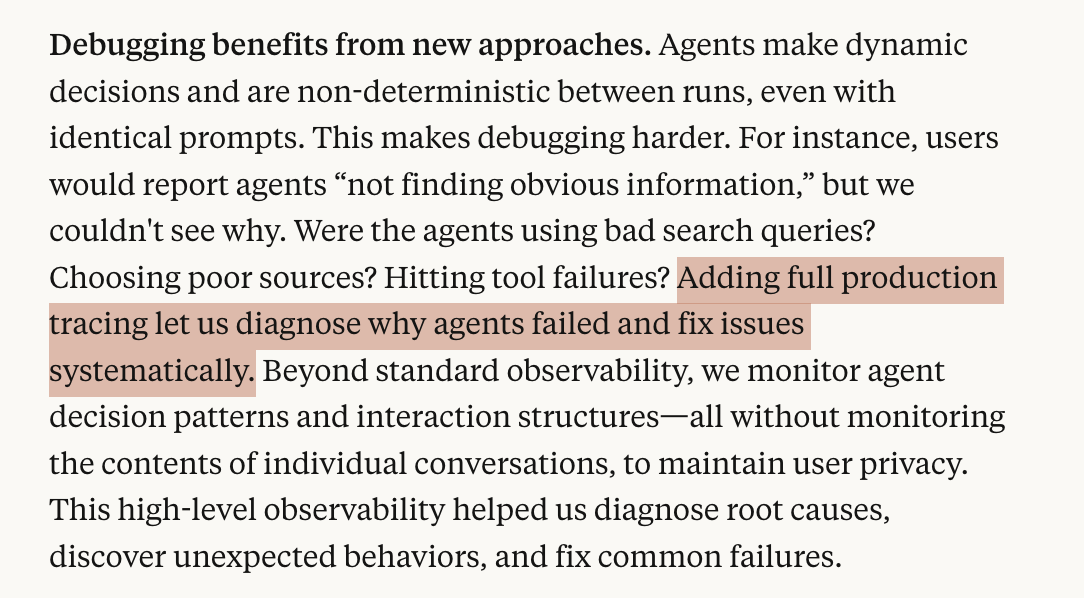 Debugging benefits from new approaches. Agents make dynamic
decisions and are non-deterministic between runs, even with
identical prompts. This makes debugging harder. For instance, users
would report agents “not finding obvious information,” but we
couldn't see why. Were the agents using bad search queries?
Choosing poor sources? Hitting tool failures? Adding full production
tracing let us diagnose why agents failed and fix issues
systematically. Beyond standard observability, we monitor agent
decision patterns and interaction structures—all without monitoring
the contents of individual conversations, to maintain user privacy.
This high-level observability helped us diagnose root causes,
discover unexpected behaviors, and fix common failures.